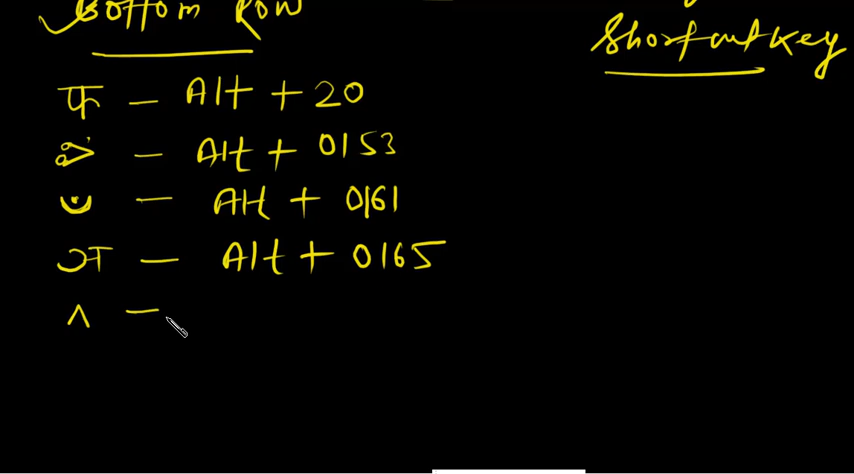 Bottom Row
Shortcut Key
फ — Alt + 20
— Alt + 0153
ँ — Alt + 0161
ञ — Alt + 0165
^ —